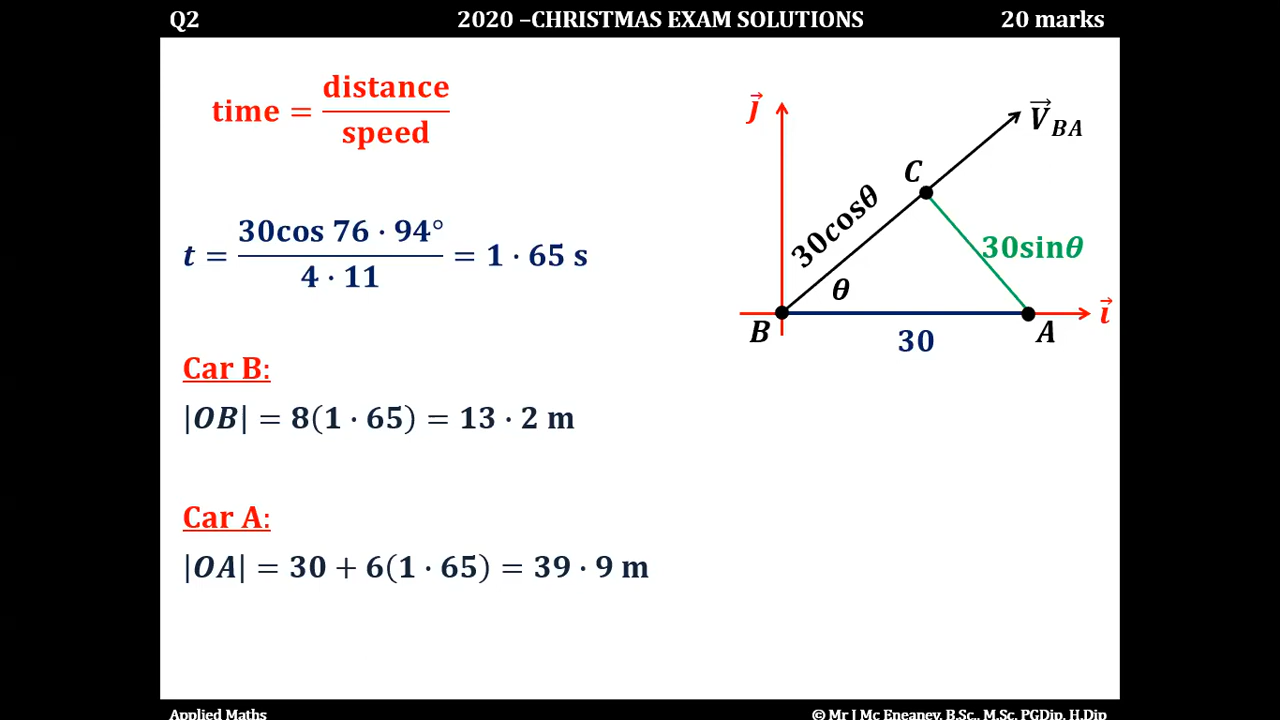 Q2 2020 –CHRISTMAS EXAM SOLUTIONS 20 marks
time = distance / speed
t = 30cos 76·94° / 4·11 = 1·65 s
Car B:
|OB| = 8(1·65) = 13·2 m
Car A:
|OA| = 30 + 6(1·65) = 39·9 m
j⃗
V⃗_BA
C
30cosθ
30sinθ
θ
B
30
A
i⃗
Applied Maths © Mr J Mc Eneaney, B.Sc., M.Sc, PGDip, H.Dip